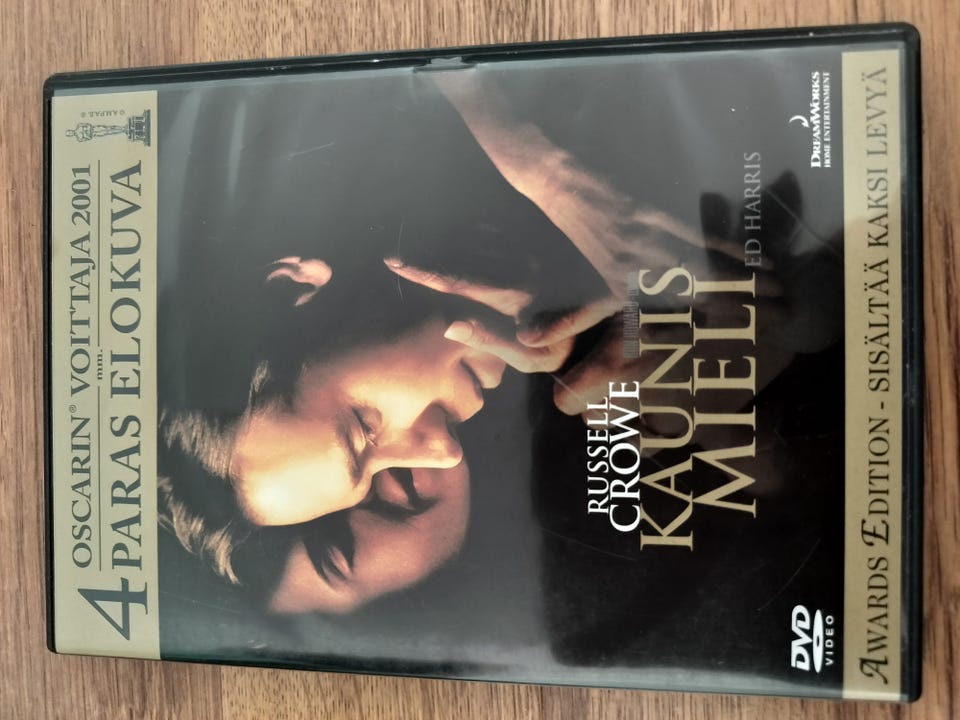 4 OSCARIN® VOITTAJA 2001
mm.
PARAS ELOKUVA
© A.M.P.A.S. ®
RUSSELL
CROWE
ED HARRIS
KAUNIS
MIELI
DVD
VIDEO
DREAMWORKS
HOME ENTERTAINMENT
AWARDS EDITION - SISÄLTÄÄ KAKSI LEVYÄ